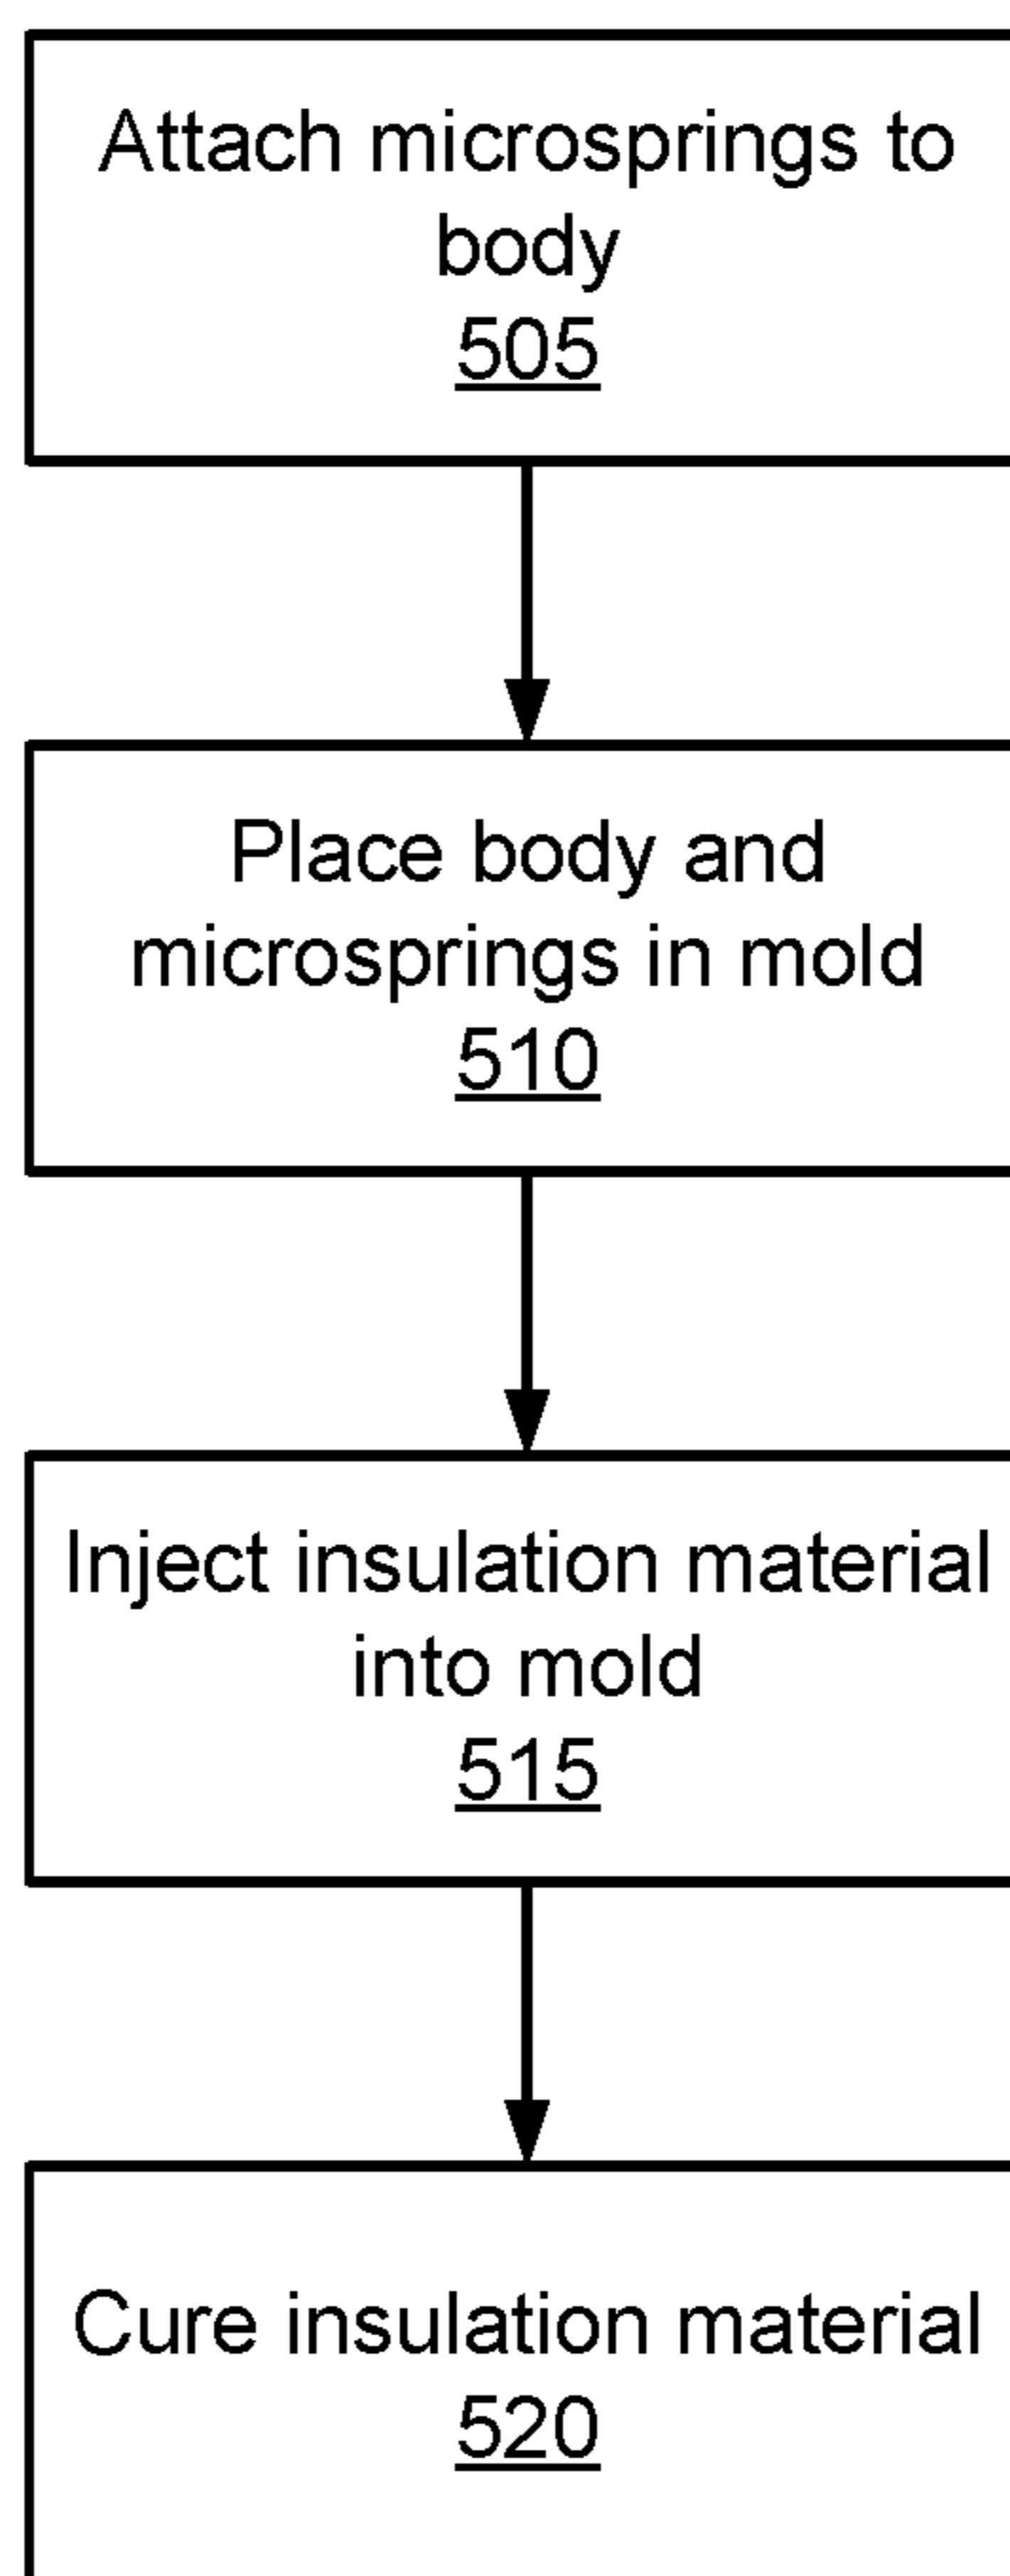 Attach microsprings to
body
505
Place body and
microsprings in mold
510
Inject insulation material
into mold
515
Cure insulation material
520